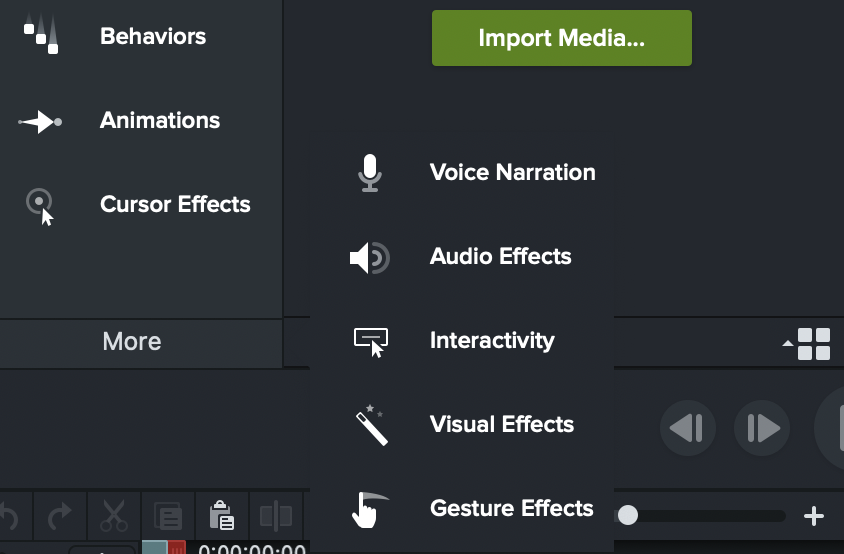 Behaviors
Import Media...
Animations
Voice Narration
Cursor Effects
Audio Effects
More
Interactivity
Visual Effects
Gesture Effects
0:00:00:00